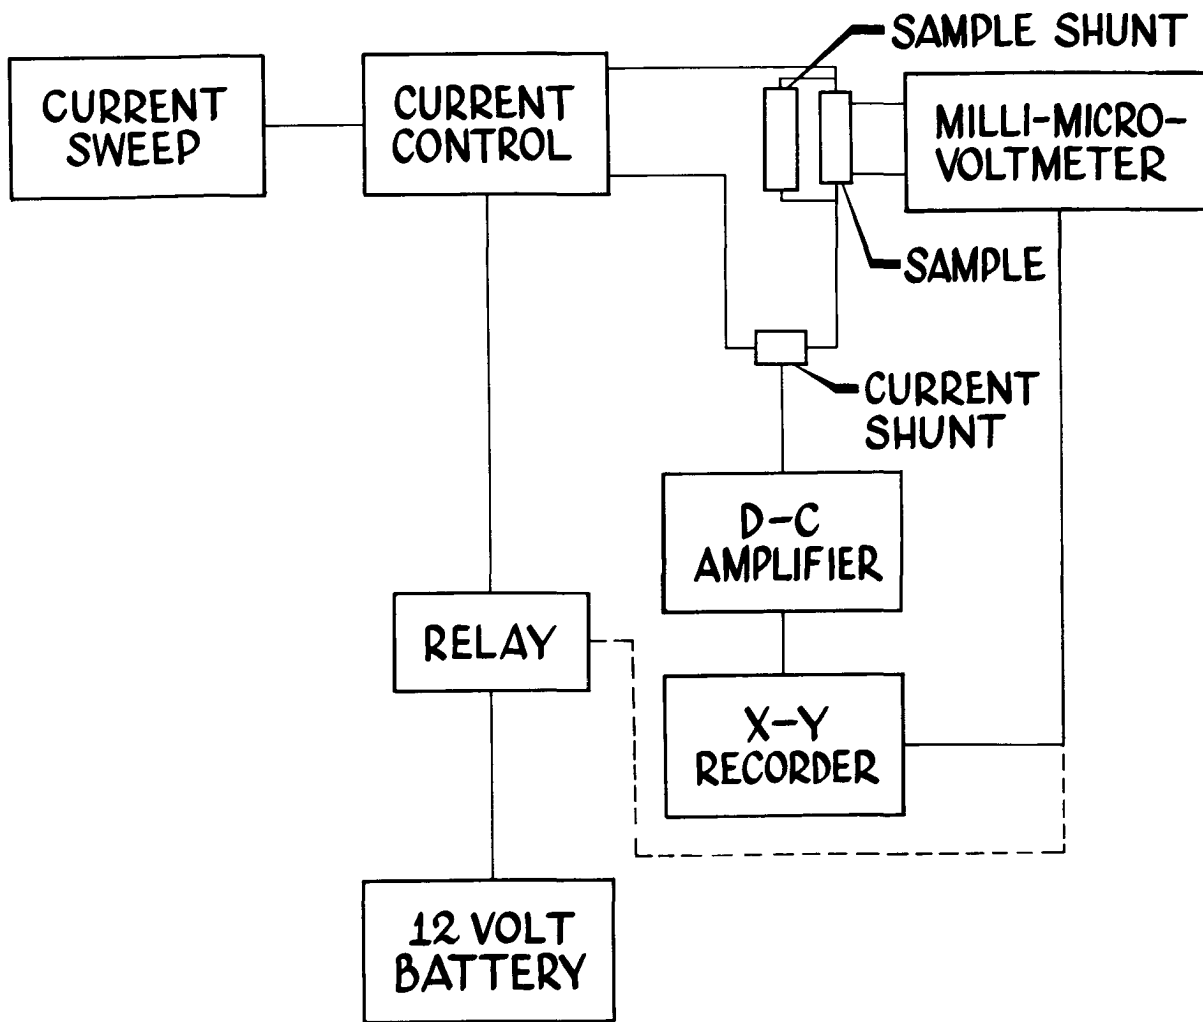 SAMPLE SHUNT
CURRENT
SWEEP
CURRENT
CONTROL
MILLI-MICRO-
VOLTMETER
SAMPLE
CURRENT
SHUNT
D-C
AMPLIFIER
RELAY
X-Y
RECORDER
12 VOLT
BATTERY